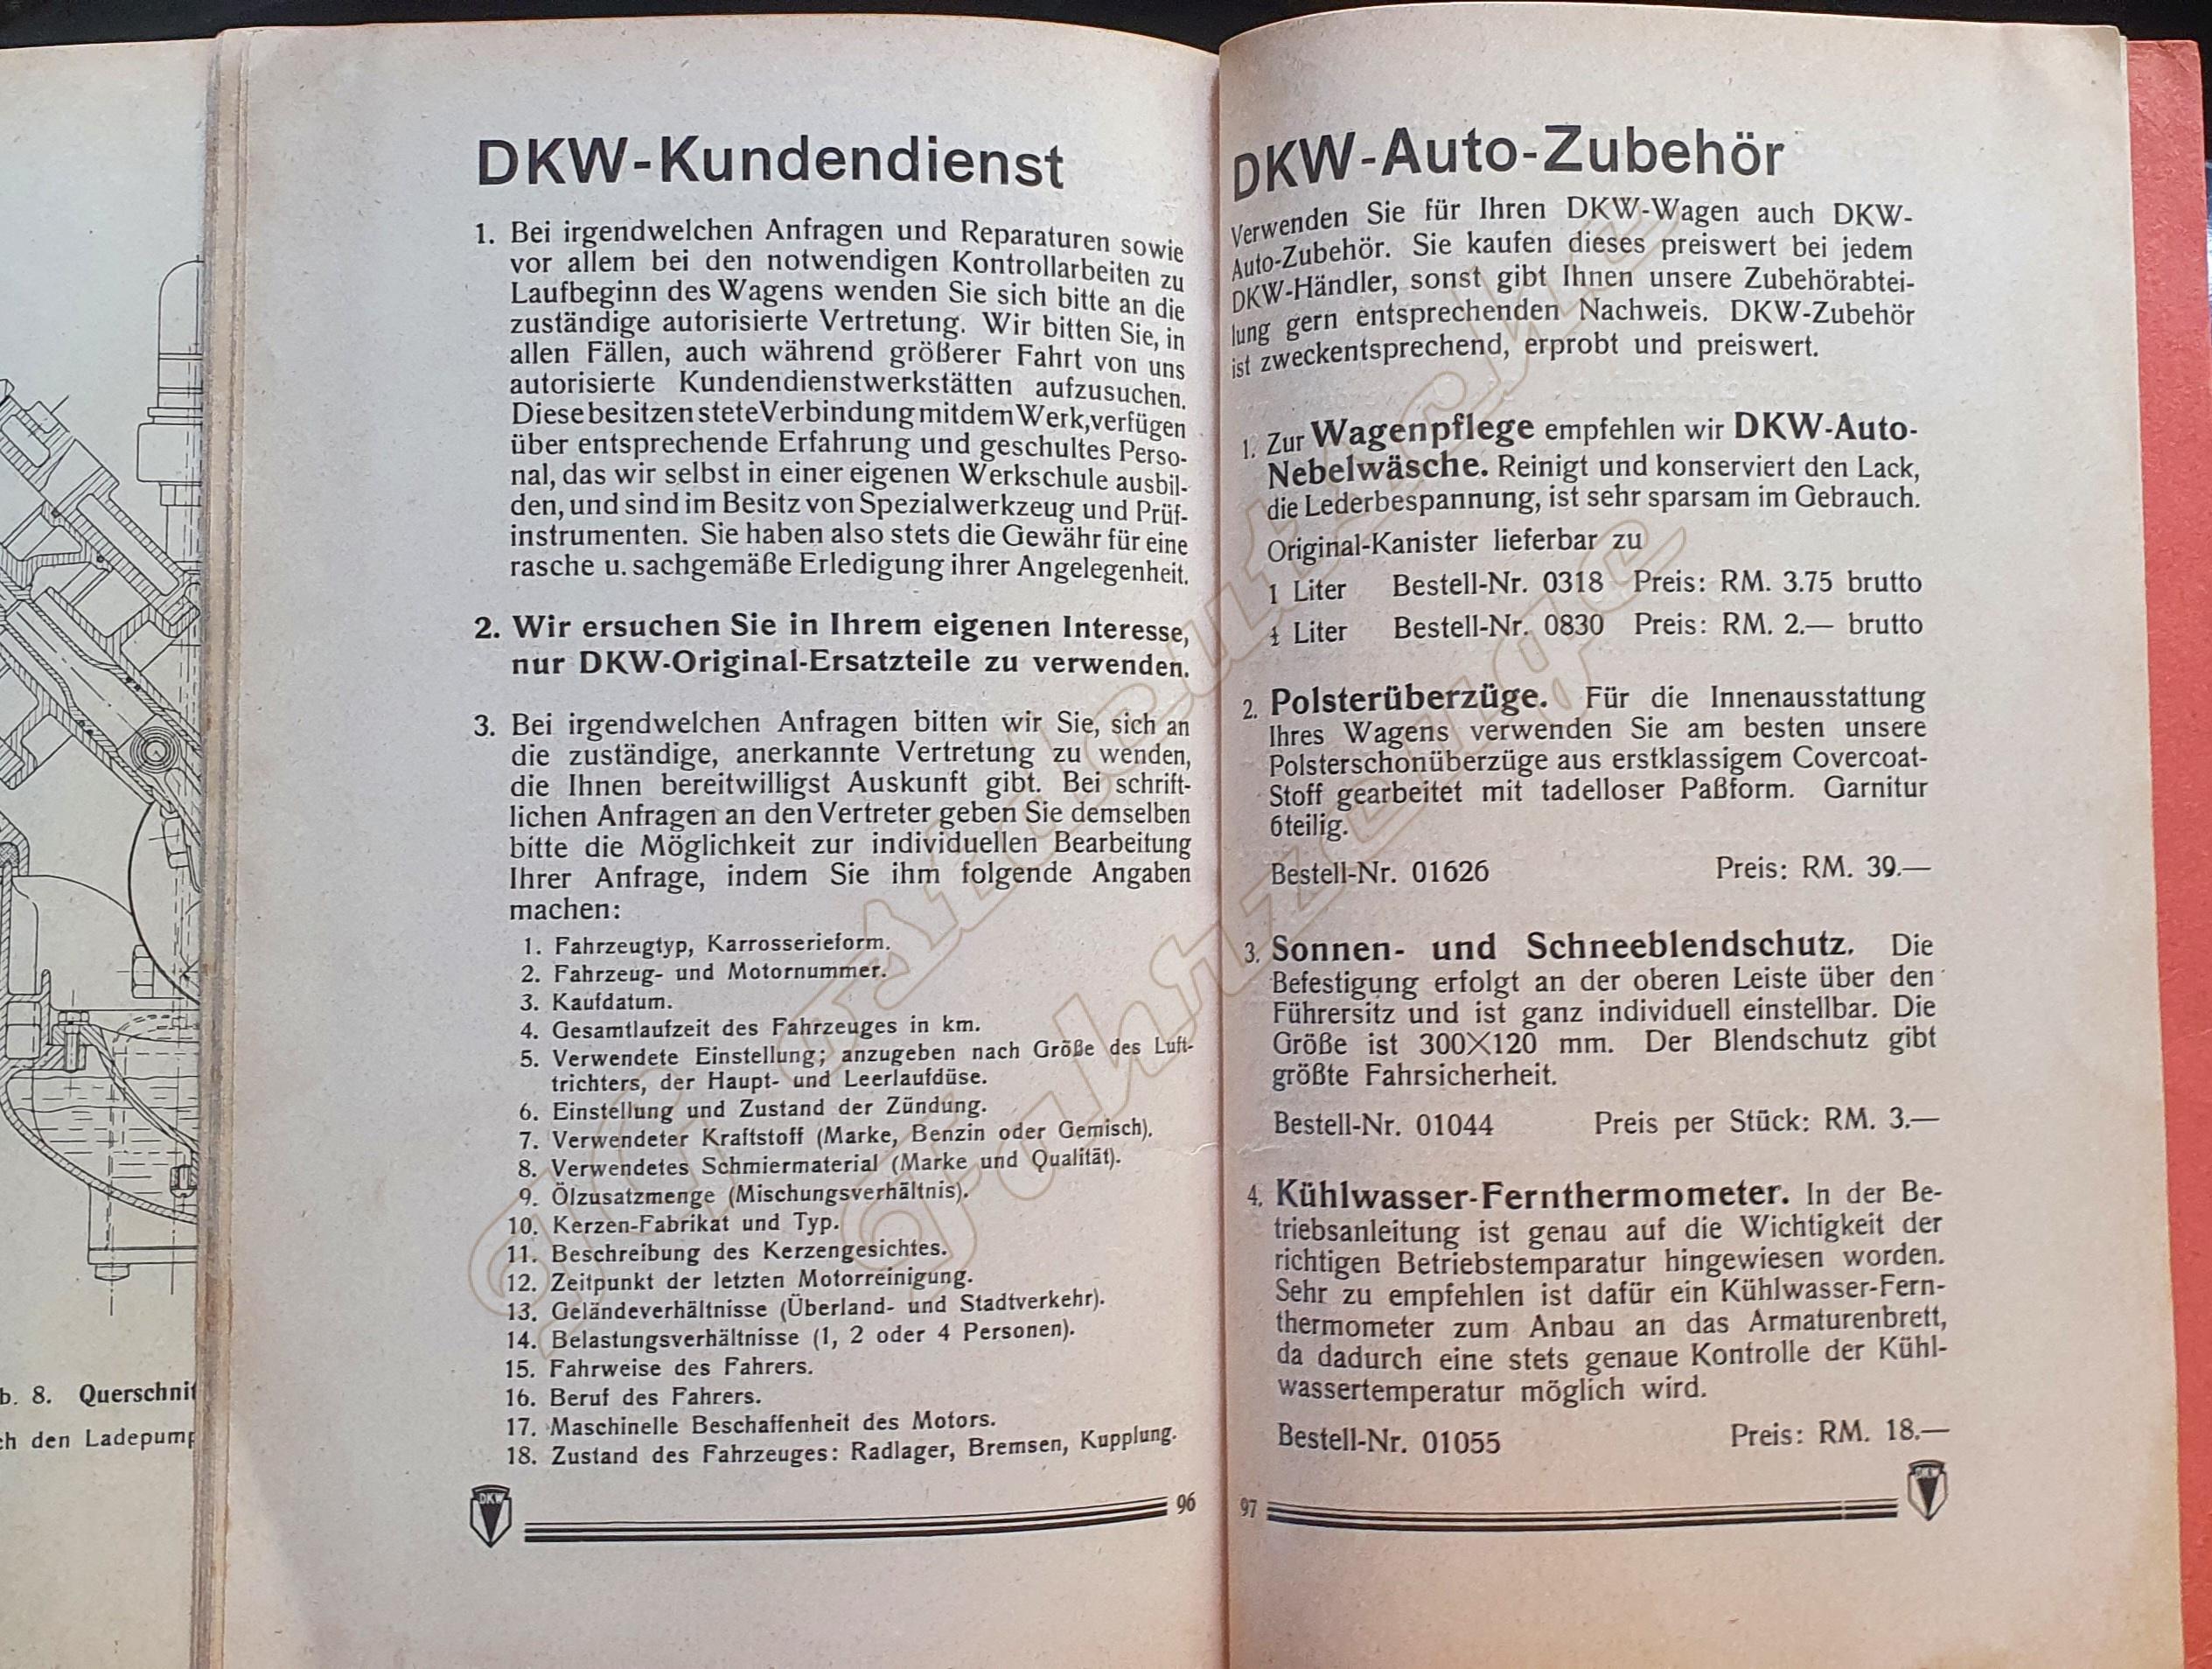 b. 8. Querschnit
ch den Ladepump
DKW-Kundendienst
1. Bei irgendwelchen Anfragen und Reparaturen sowie
vor allem bei den notwendigen Kontrollarbeiten zu
Laufbeginn des Wagens wenden Sie sich bitte an die
zuständige autorisierte Vertretung. Wir bitten Sie, in
allen Fällen, auch während größerer Fahrt von uns
autorisierte Kundendienstwerkstätten aufzusuchen.
Diese besitzen stete Verbindung mit dem Werk, verfügen
über entsprechende Erfahrung und geschultes Perso-
nal, das wir selbst in einer eigenen Werkschule ausbil-
den, und sind im Besitz von Spezialwerkzeug und Prüf-
instrumenten. Sie haben also stets die Gewähr für eine
rasche u. sachgemäße Erledigung ihrer Angelegenheit.
2. Wir ersuchen Sie in Ihrem eigenen Interesse,
nur DKW-Original-Ersatzteile zu verwenden.
3. Bei irgendwelchen Anfragen bitten wir Sie, sich an
die zuständige, anerkannte Vertretung zu wenden,
die Ihnen bereitwilligst Auskunft gibt. Bei schrift-
lichen Anfragen an den Vertreter geben Sie demselben
bitte die Möglichkeit zur individuellen Bearbeitung
Ihrer Anfrage, indem Sie ihm folgende Angaben
machen:
1. Fahrzeugtyp, Karrosserieform.
2. Fahrzeug- und Motornummer.
3. Kaufdatum.
4. Gesamtlaufzeit des Fahrzeuges in km.
5. Verwendete Einstellung; anzugeben nach Größe des Luft-
trichters, der Haupt- und Leerlaufdüse.
6. Einstellung und Zustand der Zündung.
7. Verwendeter Kraftstoff (Marke, Benzin oder Gemisch).
8. Verwendetes Schmiermaterial (Marke und Qualität).
9. Ölzusatzmenge (Mischungsverhältnis).
10. Kerzen-Fabrikat und Typ.
11. Beschreibung des Kerzengesichtes.
12. Zeitpunkt der letzten Motorreinigung.
13. Geländeverhältnisse (Überland- und Stadtverkehr).
14. Belastungsverhältnisse (1, 2 oder 4 Personen).
15. Fahrweise des Fahrers.
16. Beruf des Fahrers.
17. Maschinelle Beschaffenheit des Motors.
18. Zustand des Fahrzeuges: Radlager, Bremsen, Kupplung.
DKW
96
DKW-Auto-Zubehör
Verwenden Sie für Ihren DKW-Wagen auch DKW-
Auto-Zubehör. Sie kaufen dieses preiswert bei jedem
DKW-Händler, sonst gibt Ihnen unsere Zubehörabtei-
lung gern entsprechenden Nachweis. DKW-Zubehör
ist zweckentsprechend, erprobt und preiswert.
1. Zur Wagenpflege empfehlen wir DKW-Auto-
Nebelwäsche. Reinigt und konserviert den Lack,
die Lederbespannung, ist sehr sparsam im Gebrauch.
Original-Kanister lieferbar zu
1 Liter Bestell-Nr. 0318 Preis: RM. 3.75 brutto
Liter Bestell-Nr. 0830 Preis: RM. 2.— brutto
2. Polsterüberzüge. Für die Innenausstattung
Ihres Wagens verwenden Sie am besten unsere
Polsterschonüberzüge aus erstklassigem Covercoat-
Stoff gearbeitet mit tadelloser Paßform. Garnitur
6teilig.
Bestell-Nr. 01626 Preis: RM. 39.—
3. Sonnen- und Schneeblendschutz. Die
Befestigung erfolgt an der oberen Leiste über den
Führersitz und ist ganz individuell einstellbar. Die
Größe ist 300×120 mm. Der Blendschutz gibt
größte Fahrsicherheit.
Bestell-Nr. 01044 Preis per Stück: RM. 3.—
4. Kühlwasser-Fernthermometer. In der Be-
triebsanleitung ist genau auf die Wichtigkeit der
richtigen Betriebstemparatur hingewiesen worden.
Sehr zu empfehlen ist dafür ein Kühlwasser-Fern-
thermometer zum Anbau an das Armaturenbrett,
da dadurch eine stets genaue Kontrolle der Kühl-
wassertemperatur möglich wird.
Bestell-Nr. 01055 Preis: RM. 18.—
97
DKW